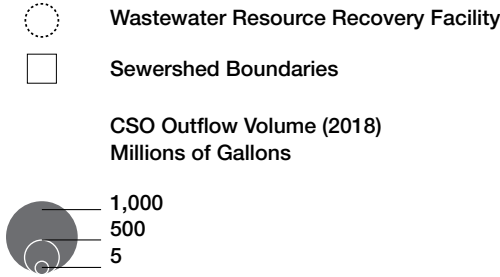 Wastewater Resource Recovery Facility
Sewershed Boundaries
CSO Outflow Volume (2018)
Millions of Gallons
1,000
500
5